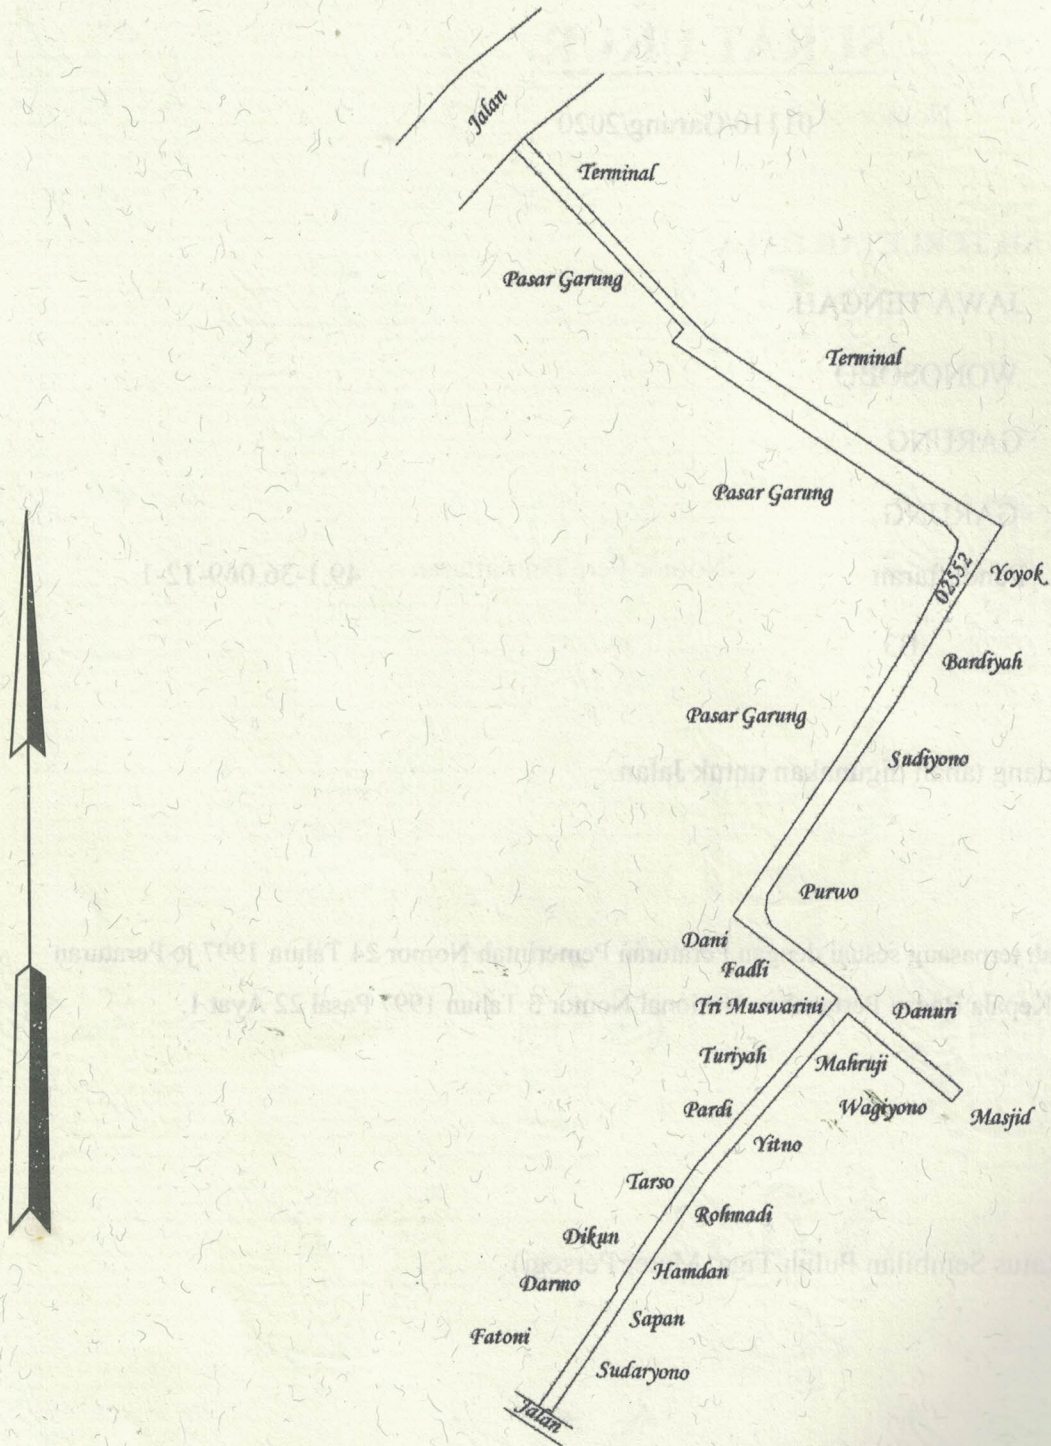 Jalan
Terminal
Pasar Garung
Terminal
Pasar Garung
02552
Yoyok
Bardiyah
Pasar Garung
Sudiyono
Purwo
Dani
Fadli
Tri Muswarini
Danuri
Turiyah
Mahruji
Pardi
Wagiyono
Masjid
Yitno
Tarso
Rohmadi
Dikun
Hamdan
Darmo
Sapan
Fatoni
Sudaryono
Jalan